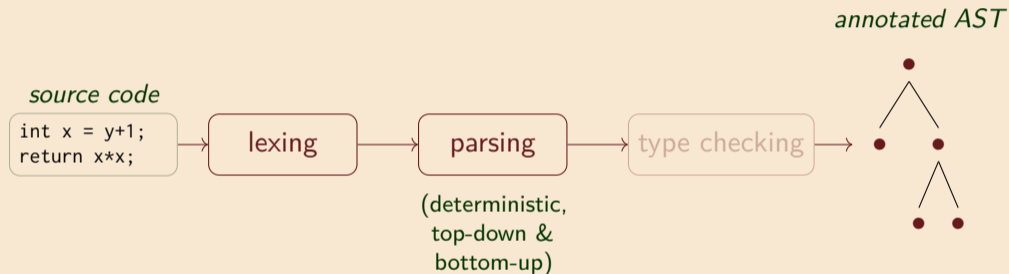 annotated AST
source code
int x = y+1;
return x*x;
lexing
parsing
type checking
(deterministic,
top-down &
bottom-up)